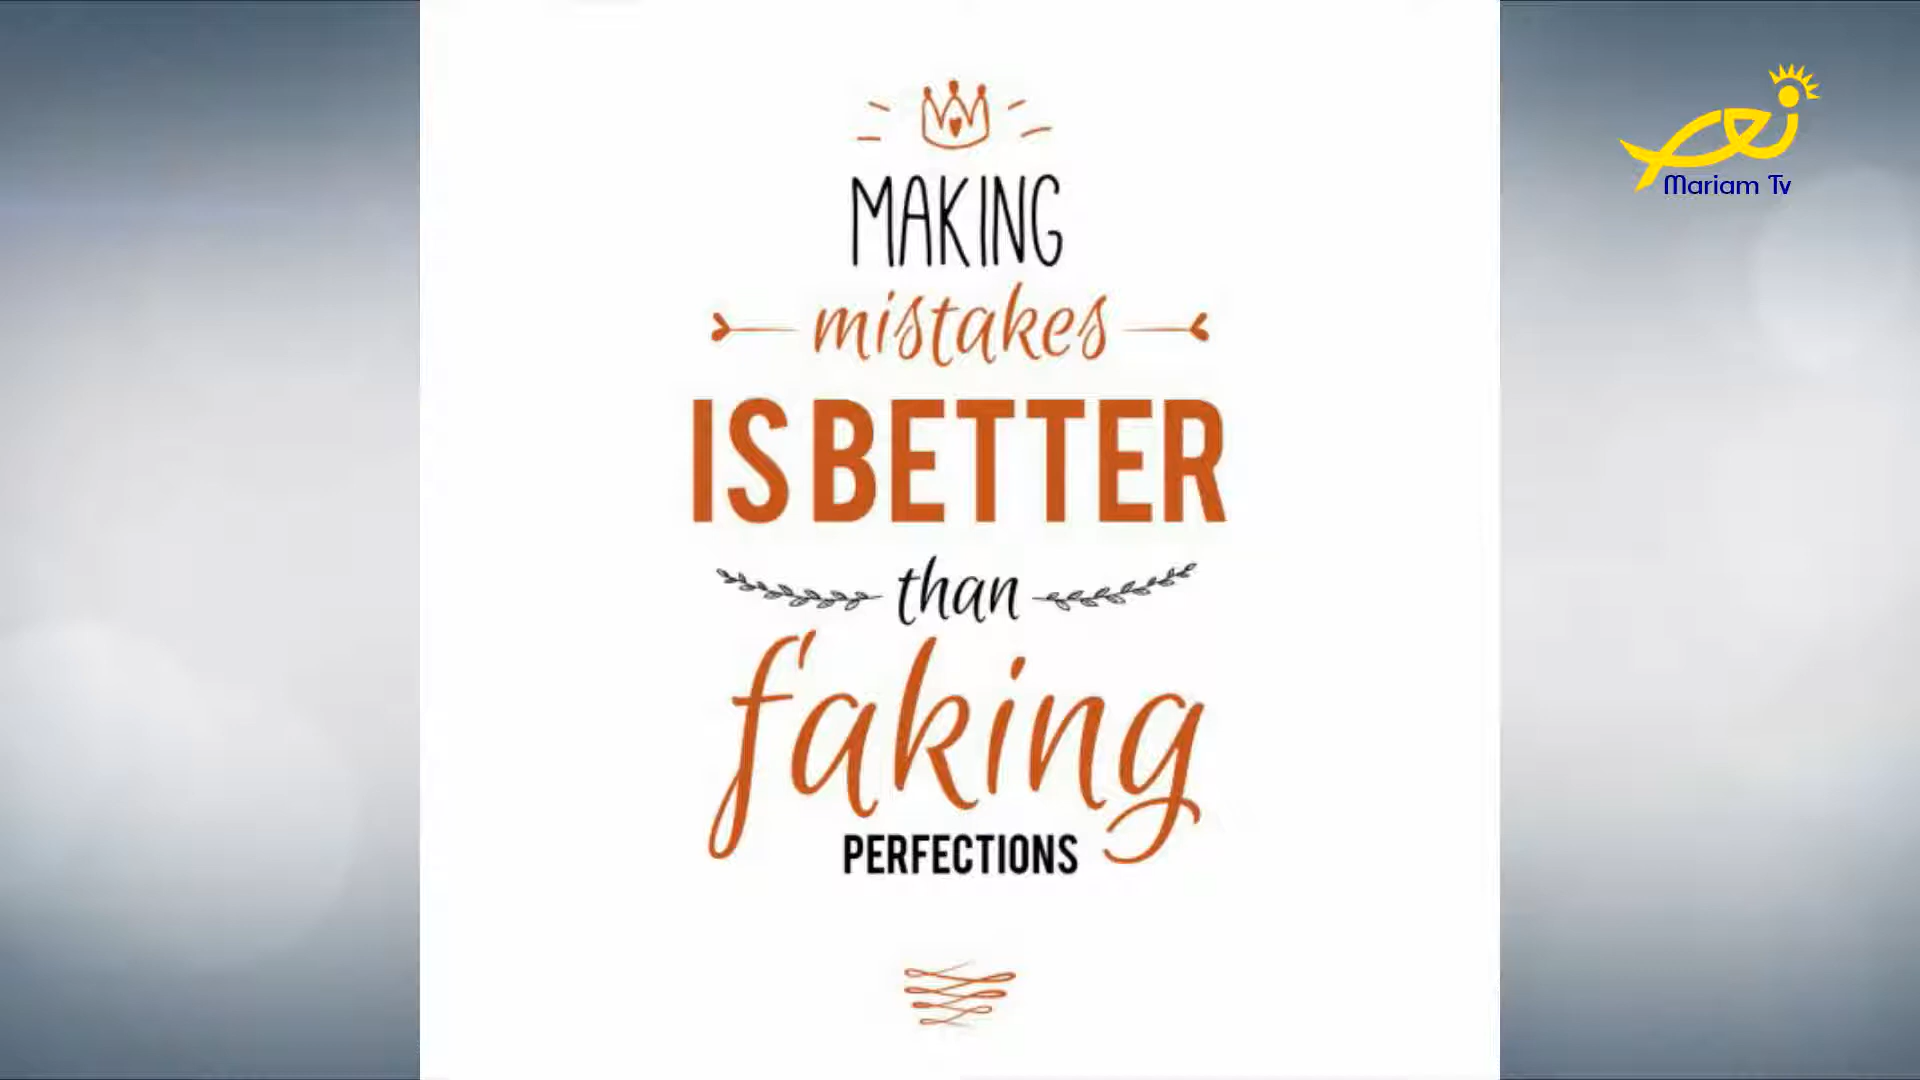 MAKING
mistakes
IS BETTER
than
faking
PERFECTIONS
Mariam Tv